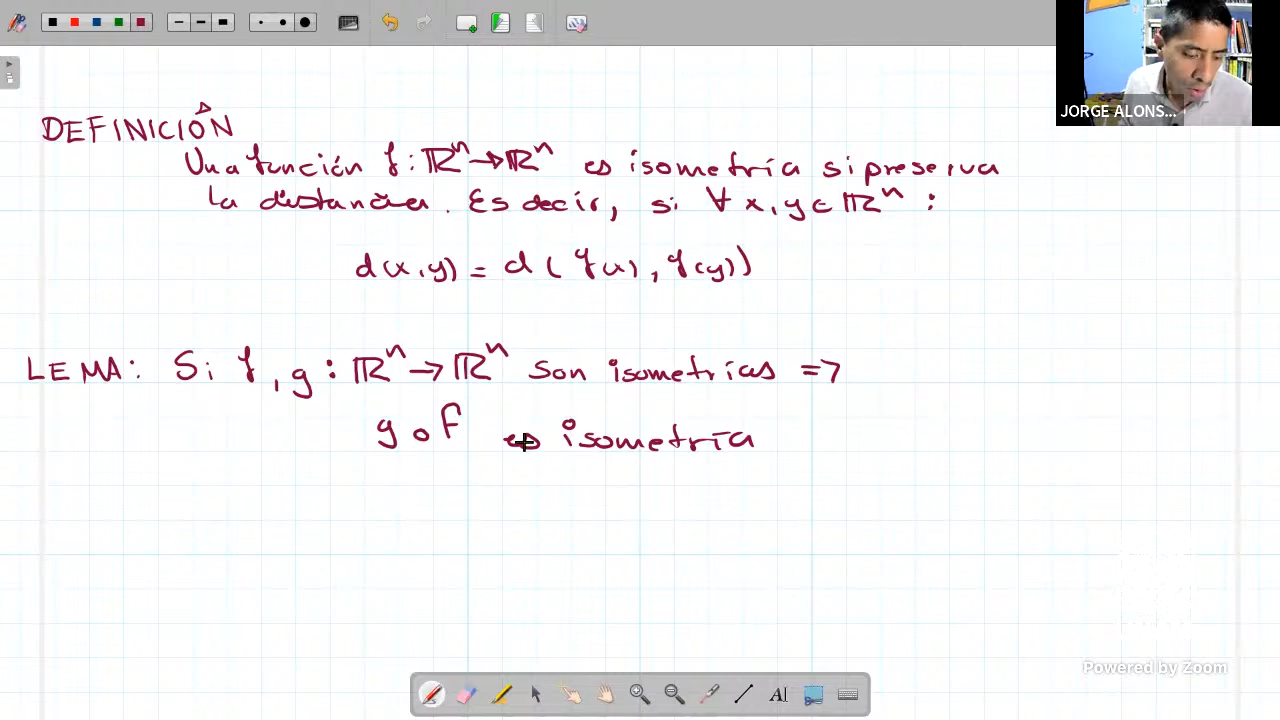 JORGE ALONS...
DEFINICIÓN
Una función f: ℝⁿ→ℝⁿ es isometría si preserva
la distancia. Es decir, si ∀ x, y ∈ ℝⁿ :
d(x,y) = d(f(x), f(y))
LEMA: Si f, g : ℝⁿ→ℝⁿ son isometrías =>
g ∘ f es isometría
Powered by Zoom
AI